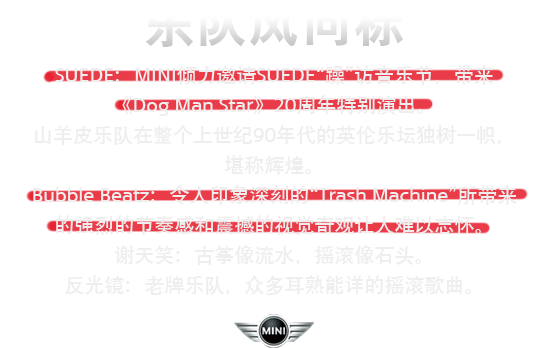 乐队风向标
SUEDE：MINI倾力邀请SUEDE“躁”访音乐节，带来
《Dog Man Star》20周年特别演出。
山羊皮乐队在整个上世纪90年代的英伦乐坛独树一帜，
堪称辉煌。
Bubble Beatz：令人印象深刻的“Trash Machine”所带来
的强烈的节奏感和震撼的视觉奇观让人难以忘怀。
谢天笑：古筝像流水，摇滚像石头。
反光镜：老牌乐队，众多耳熟能详的摇滚歌曲。
MINI